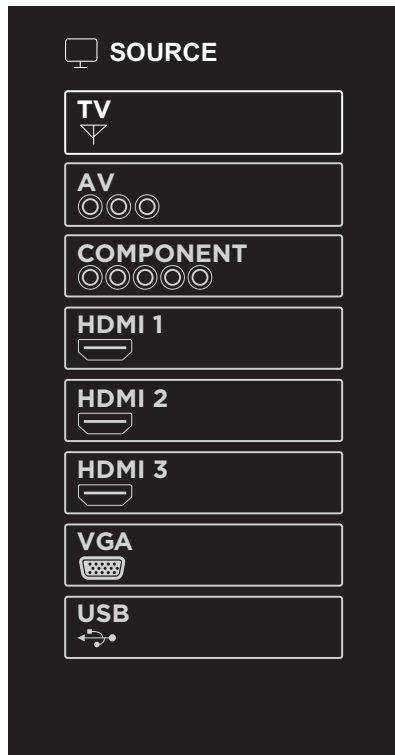 SOURCE
TV
AV
COMPONENT
HDMI 1
HDMI 2
HDMI 3
VGA
USB